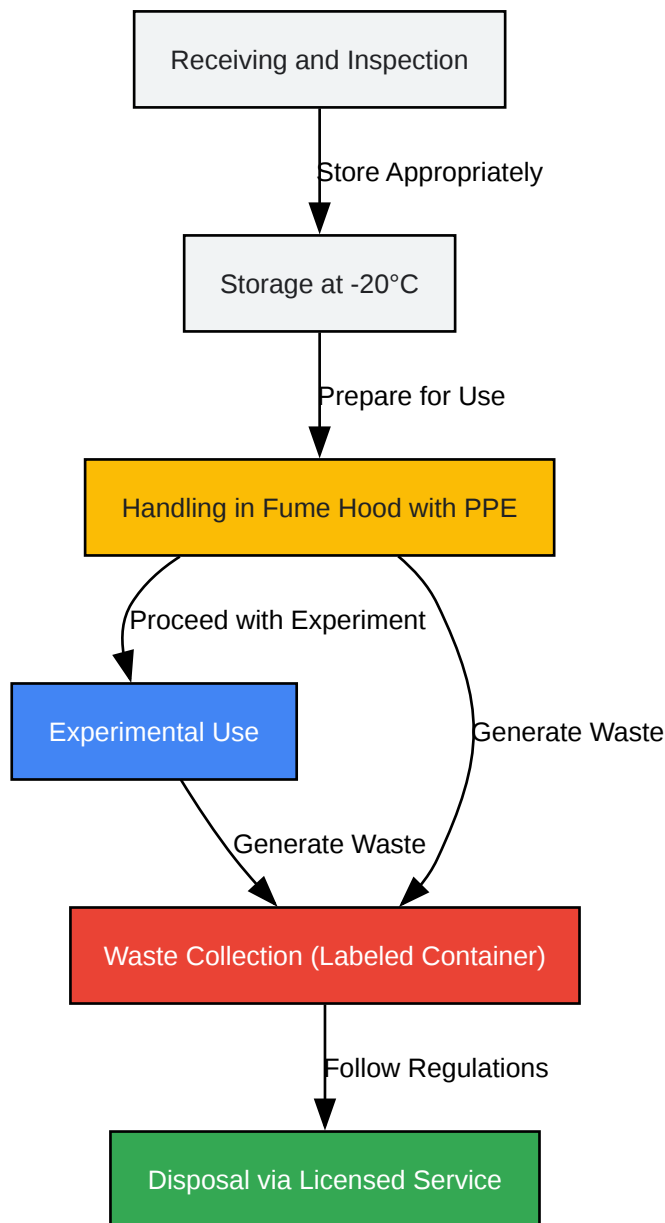 Receiving and Inspection
Store Appropriately
Storage at -20°C
Prepare for Use
Handling in Fume Hood with PPE
Proceed with Experiment
Experimental Use
Generate Waste
Generate Waste
Waste Collection (Labeled Container)
Follow Regulations
Disposal via Licensed Service